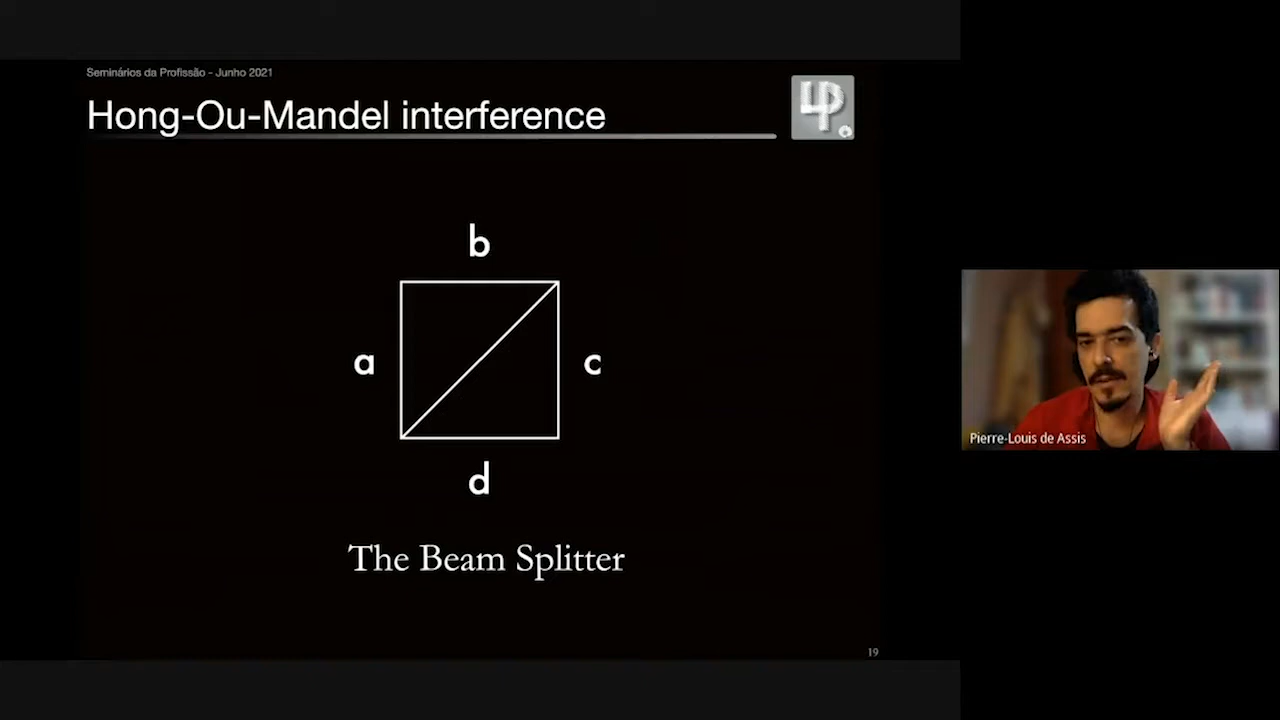 Seminários da Profissão - Junho 2021
Hong-Ou-Mandel interference
b
a
c
d
The Beam Splitter
19
Pierre-Louis de Assis